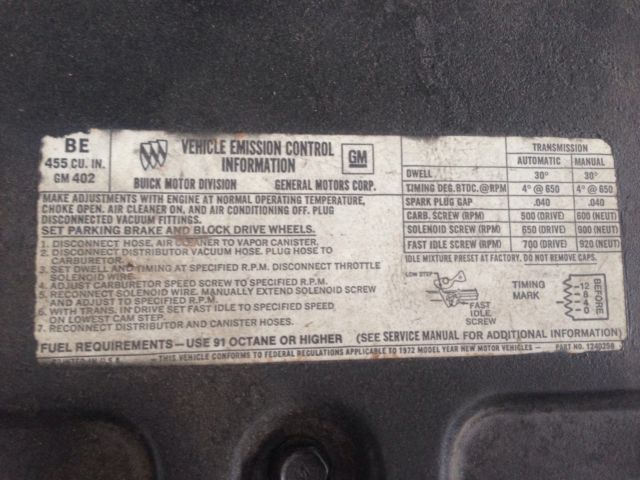 BE
455 CU. IN.
GM 402
VEHICLE EMISSION CONTROL
INFORMATION
GM
BUICK MOTOR DIVISION GENERAL MOTORS CORP.
MAKE ADJUSTMENTS WITH ENGINE AT NORMAL OPERATING TEMPERATURE,
CHOKE OPEN. AIR CLEANER ON, AND AIR CONDITIONING OFF. PLUG
DISCONNECTED VACUUM FITTINGS.
SET PARKING BRAKE AND BLOCK DRIVE WHEELS.
1. DISCONNECT HOSE, AIR CLEANER TO VAPOR CANISTER.
2. DISCONNECT DISTRIBUTOR VACUUM HOSE. PLUG HOSE TO
CARBURETOR.
3. SET DWELL AND TIMING AT SPECIFIED R.P.M. DISCONNECT THROTTLE
SOLENOID WIRE.
4. ADJUST CARBURETOR SPEED SCREW TO SPECIFIED R.P.M.
5. RECONNECT SOLENOID WIRE. MANUALLY EXTEND SOLENOID SCREW
AND ADJUST TO SPECIFIED R.P.M.
6. WITH TRANS. IN DRIVE SET FAST IDLE TO SPECIFIED SPEED
ON LOWEST CAM STEP.
7. RECONNECT DISTRIBUTOR AND CANISTER HOSES.
TRANSMISSION
AUTOMATIC MANUAL
DWELL 30° 30°
TIMING DEG.BTDC.@RPM 4° @ 650 4° @ 650
SPARK PLUG GAP .040 .040
CARB. SCREW (RPM) 500 (DRIVE) 600 (NEUT)
SOLENOID SCREW (RPM) 650 (DRIVE) 900 (NEUT)
FAST IDLE SCREW (RPM) 700 (DRIVE) 920 (NEUT)
IDLE MIXTURE PRESET AT FACTORY. DO NOT REMOVE CAPS.
LOW STEP
FAST
IDLE
SCREW
TIMING
MARK
12
8
4
0
BEFORE
FUEL REQUIREMENTS — USE 91 OCTANE OR HIGHER (SEE SERVICE MANUAL FOR ADDITIONAL INFORMATION)
PRINTED IN U.S.A. — THIS VEHICLE CONFORMS TO FEDERAL REGULATIONS APPLICABLE TO 1972 MODEL YEAR NEW MOTOR VEHICLES — PART NO. 1240258